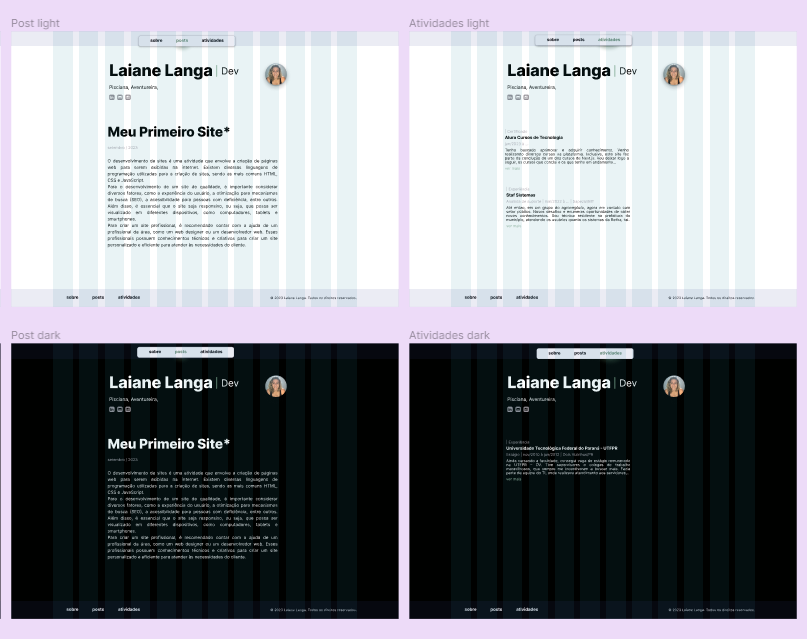 Post light
sobre posts atividades
Laiane Langa | Dev
Pisciana, Aventureira,
Meu Primeiro Site*
setembro | 2023
O desenvolvimento de sites é uma atividade que envolve a criação de páginas
web para serem exibidas na internet. Existem diversas linguagens de
programação utilizadas para a criação de sites, sendo as mais comuns HTML,
CSS e JavaScript.
Para o desenvolvimento de um site de qualidade, é importante considerar
diversos fatores, como a experiência do usuário, a otimização para mecanismos
de busca (SEO), a acessibilidade para pessoas com deficiência, entre outros.
Além disso, é essencial que o site seja responsivo, ou seja, que possa ser
visualizado em diferentes dispositivos, como computadores, tablets e
smartphones.
Para criar um site profissional, é recomendado contar com a ajuda de um
profissional da área, como um web designer ou um desenvolvedor web. Esses
profissionais possuem conhecimentos técnicos e criativos para criar um site
personalizado e eficiente para atender às necessidades do cliente.
sobre posts atividades
© 2023 Laiane Langa. Todos os direitos reservados.
Atividades light
sobre posts atividades
Laiane Langa | Dev
Pisciana, Aventureira,
Alura Cursos de Tecnologia
ver mais
Staf Sistemas
ver mais
sobre posts atividades
© 2023 Laiane Langa. Todos os direitos reservados.
Post dark
sobre posts atividades
Laiane Langa | Dev
Pisciana, Aventureira,
Meu Primeiro Site*
setembro | 2023
O desenvolvimento de sites é uma atividade que envolve a criação de páginas
web para serem exibidas na internet. Existem diversas linguagens de
programação utilizadas para a criação de sites, sendo as mais comuns HTML,
CSS e JavaScript.
Para o desenvolvimento de um site de qualidade, é importante considerar
diversos fatores, como a experiência do usuário, a otimização para mecanismos
de busca (SEO), a acessibilidade para pessoas com deficiência, entre outros.
Além disso, é essencial que o site seja responsivo, ou seja, que possa ser
visualizado em diferentes dispositivos, como computadores, tablets e
smartphones.
Para criar um site profissional, é recomendado contar com a ajuda de um
profissional da área, como um web designer ou um desenvolvedor web. Esses
profissionais possuem conhecimentos técnicos e criativos para criar um site
personalizado e eficiente para atender às necessidades do cliente.
sobre posts atividades
© 2023 Laiane Langa. Todos os direitos reservados.
Atividades dark
sobre posts atividades
Laiane Langa | Dev
Pisciana, Aventureira,
| Experiência
Universidade Tecnológica Federal do Paraná - UTFPR
ver mais
sobre posts atividades
© 2023 Laiane Langa. Todos os direitos reservados.